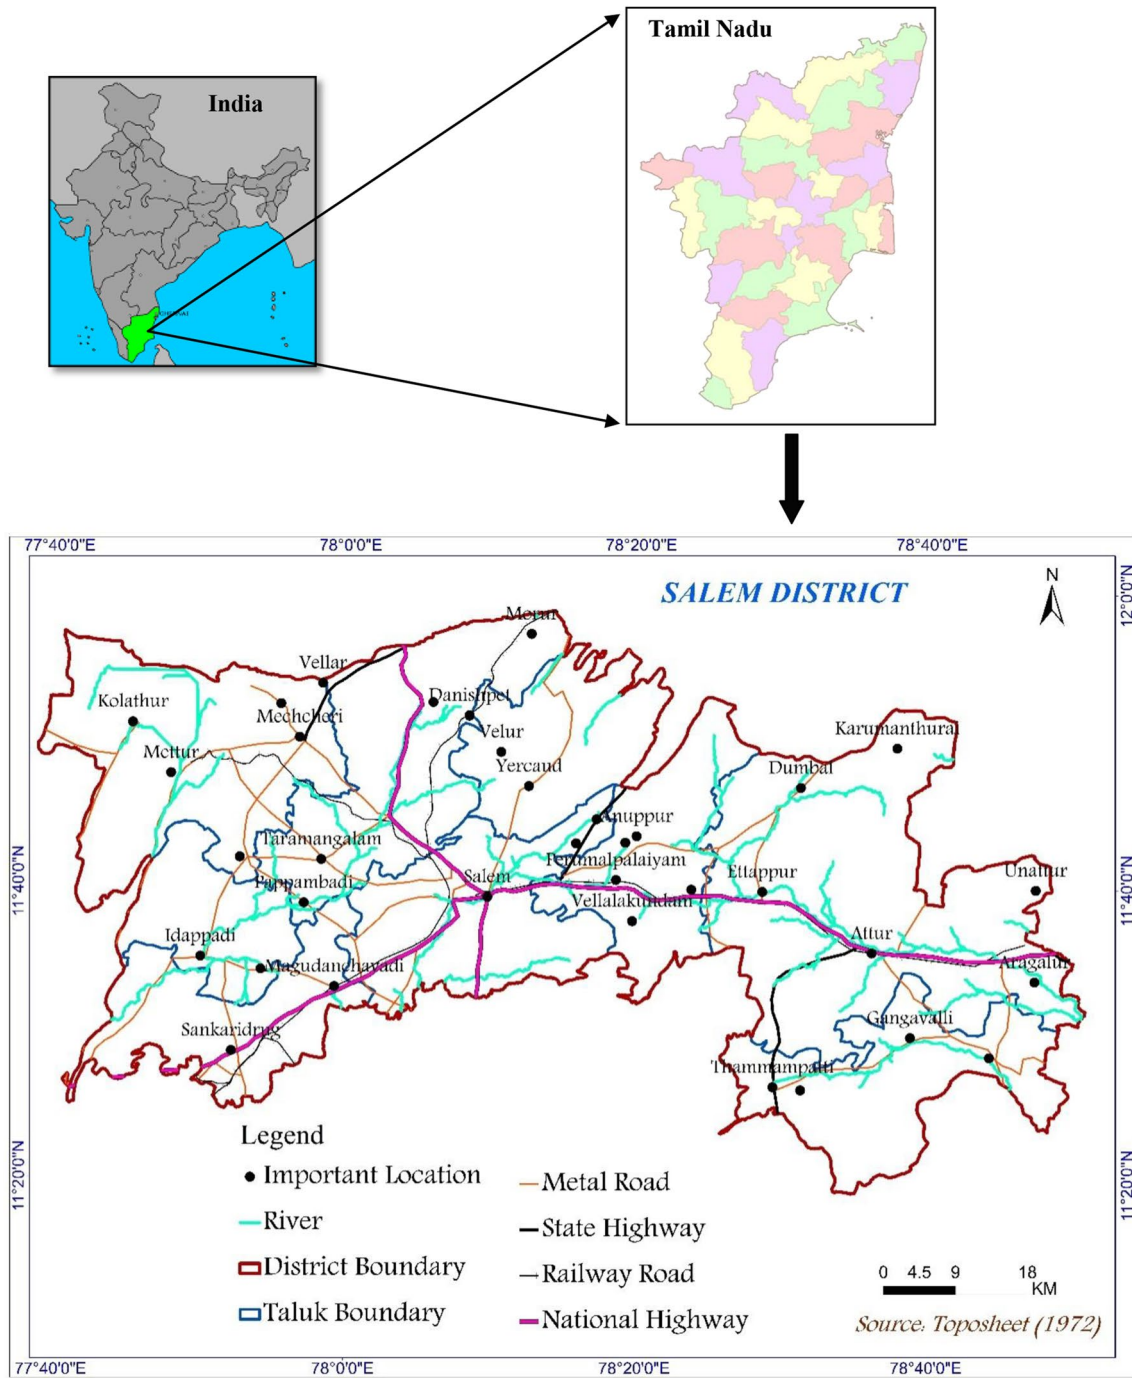 India
Tamil Nadu
77°40'0"E
78°0'0"E
78°20'0"E
78°40'0"E
SALEM DISTRICT
N
12°0'0"N
Morur
Vellar
Kolathur
Danishpet
Mechcheri
Velur
Karumanthurai
Mettur
Yercaud
Dumbal
Anuppur
Taramangalam
Perumalpalaiyam
11°40'0"N
Pappambadi
Salem
Ettappur
Unattur
11°40'0"N
Vellalakundam
Idappadi
Attur
Magudanchavadi
Aragalur
Sankaridrug
Gangavalli
Thammampatti
Legend
Important Location
Metal Road
11°20'0"N
11°20'0"N
River
State Highway
District Boundary
Railway Road
0 4.5 9 18
KM
Taluk Boundary
National Highway
Source: Toposheet (1972)
77°40'0"E
78°0'0"E
78°20'0"E
78°40'0"E